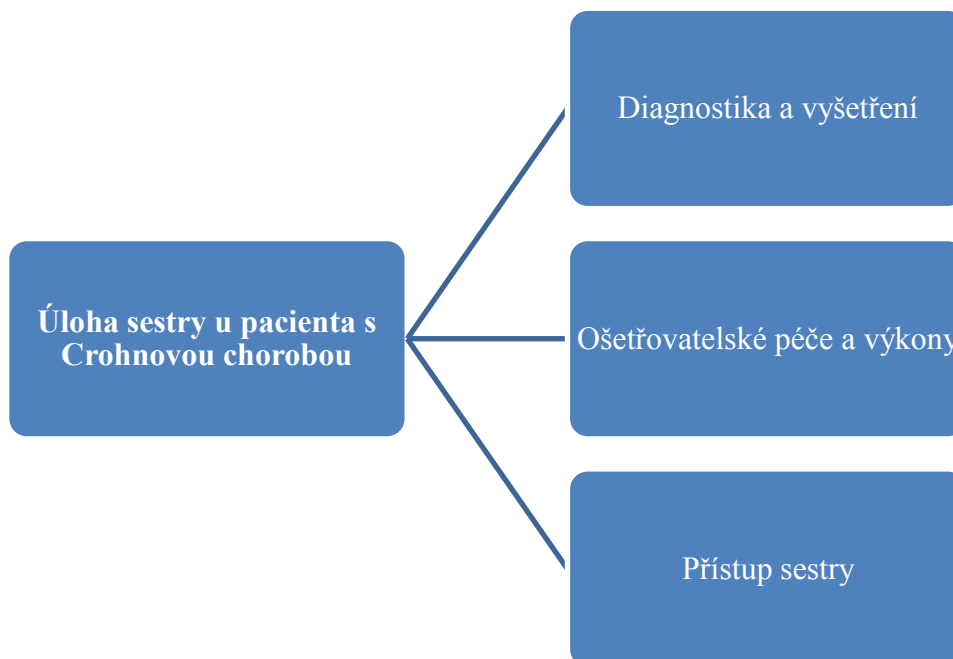 Diagnostika a vyšetření
Úloha sestry u pacienta s
Crohnovou chorobou
Ošetřovatelské péče a výkony
Přístup sestry